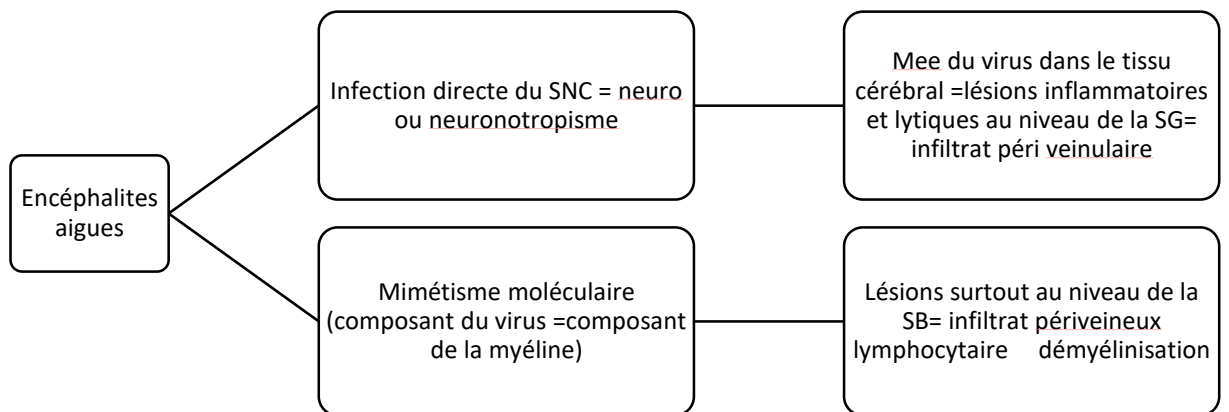 Encéphalites
aigues
Infection directe du SNC = neuro
ou neuronotropisme
Mee du virus dans le tissu
cérébral =lésions inflammatoires
et lytiques au niveau de la SG=
infiltrat péri veinulaire
Mimétisme moléculaire
(composant du virus =composant
de la myéline)
Lésions surtout au niveau de la
SB= infiltrat périveineux
lymphocytaire démyélinisation